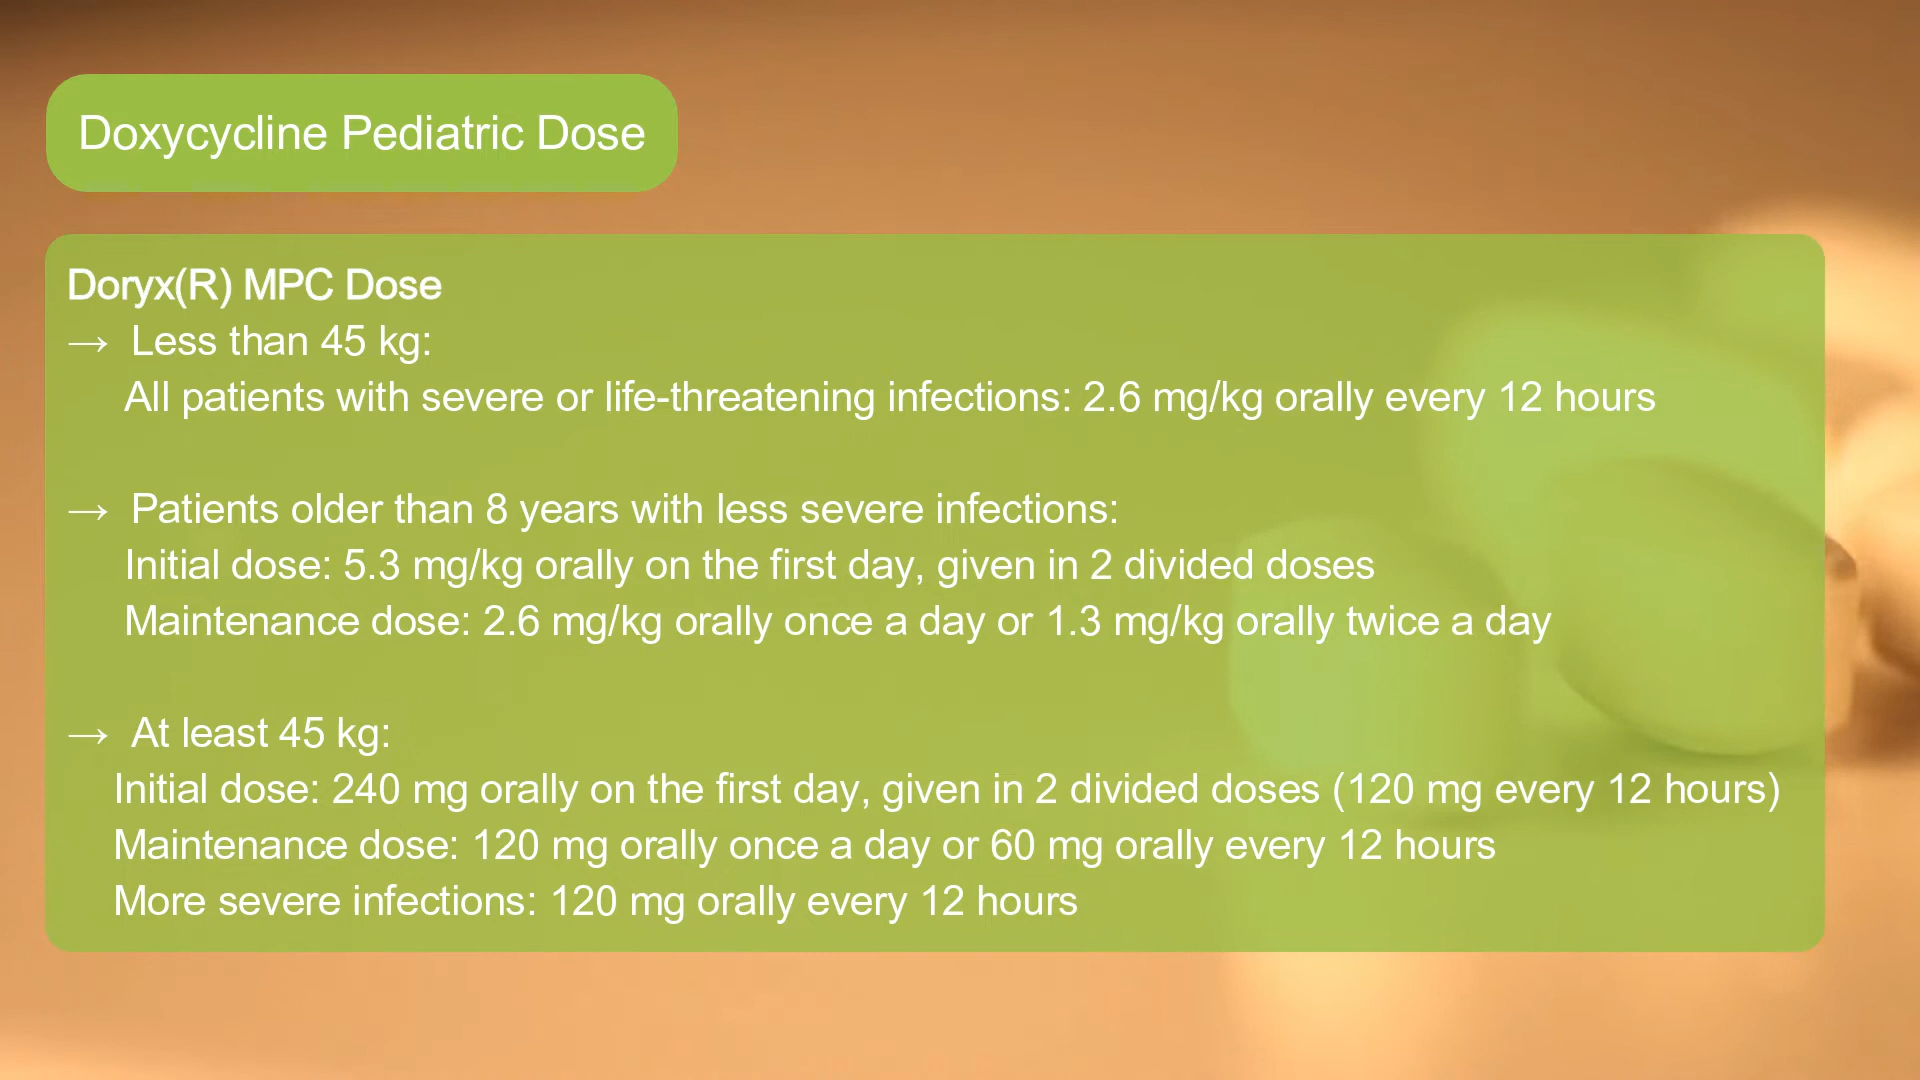 Doxycycline Pediatric Dose
Doryx(R) MPC Dose
→ Less than 45 kg:
All patients with severe or life-threatening infections: 2.6 mg/kg orally every 12 hours
→ Patients older than 8 years with less severe infections:
Initial dose: 5.3 mg/kg orally on the first day, given in 2 divided doses
Maintenance dose: 2.6 mg/kg orally once a day or 1.3 mg/kg orally twice a day
→ At least 45 kg:
Initial dose: 240 mg orally on the first day, given in 2 divided doses (120 mg every 12 hours)
Maintenance dose: 120 mg orally once a day or 60 mg orally every 12 hours
More severe infections: 120 mg orally every 12 hours